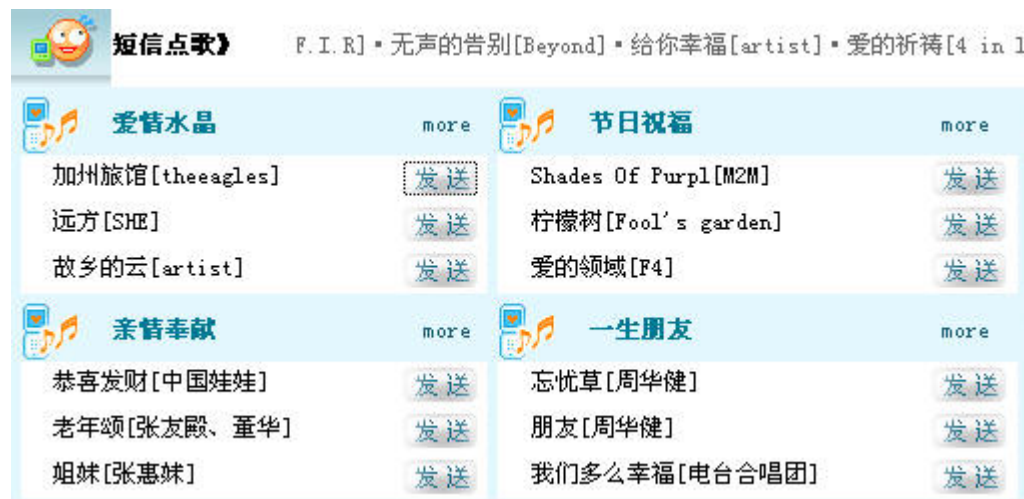 短信点歌》 F.I.R]▪无声的告别[Beyond]▪给你幸福[artist]▪爱的祈祷[4 in 1
爱情水晶 more
加州旅馆[theeagles] 发送
远方[SHE] 发送
故乡的云[artist] 发送
节日祝福 more
Shades Of Purpl[M2M] 发送
柠檬树[Fool's garden] 发送
爱的领域[F4] 发送
亲情奉献 more
恭喜发财[中国娃娃] 发送
老年颂[张友殿、董华] 发送
姐妹[张惠妹] 发送
一生朋友 more
忘忧草[周华健] 发送
朋友[周华健] 发送
我们多么幸福[电台合唱团] 发送